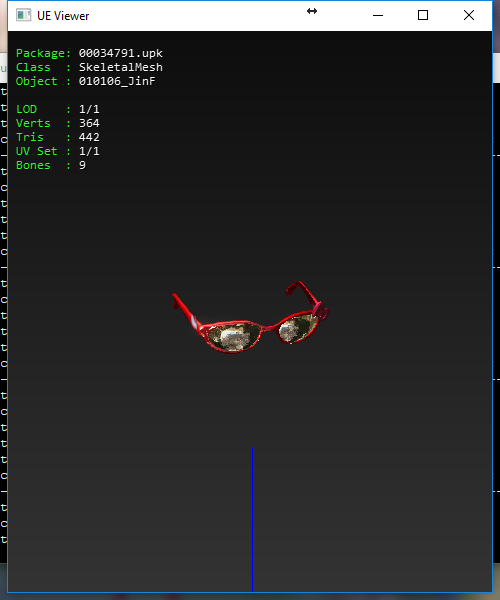 UE Viewer
Package: 00034791.upk
Class : SkeletalMesh
Object : 010106_JinF
LOD : 1/1
Verts : 364
Tris : 442
UV Set : 1/1
Bones : 9